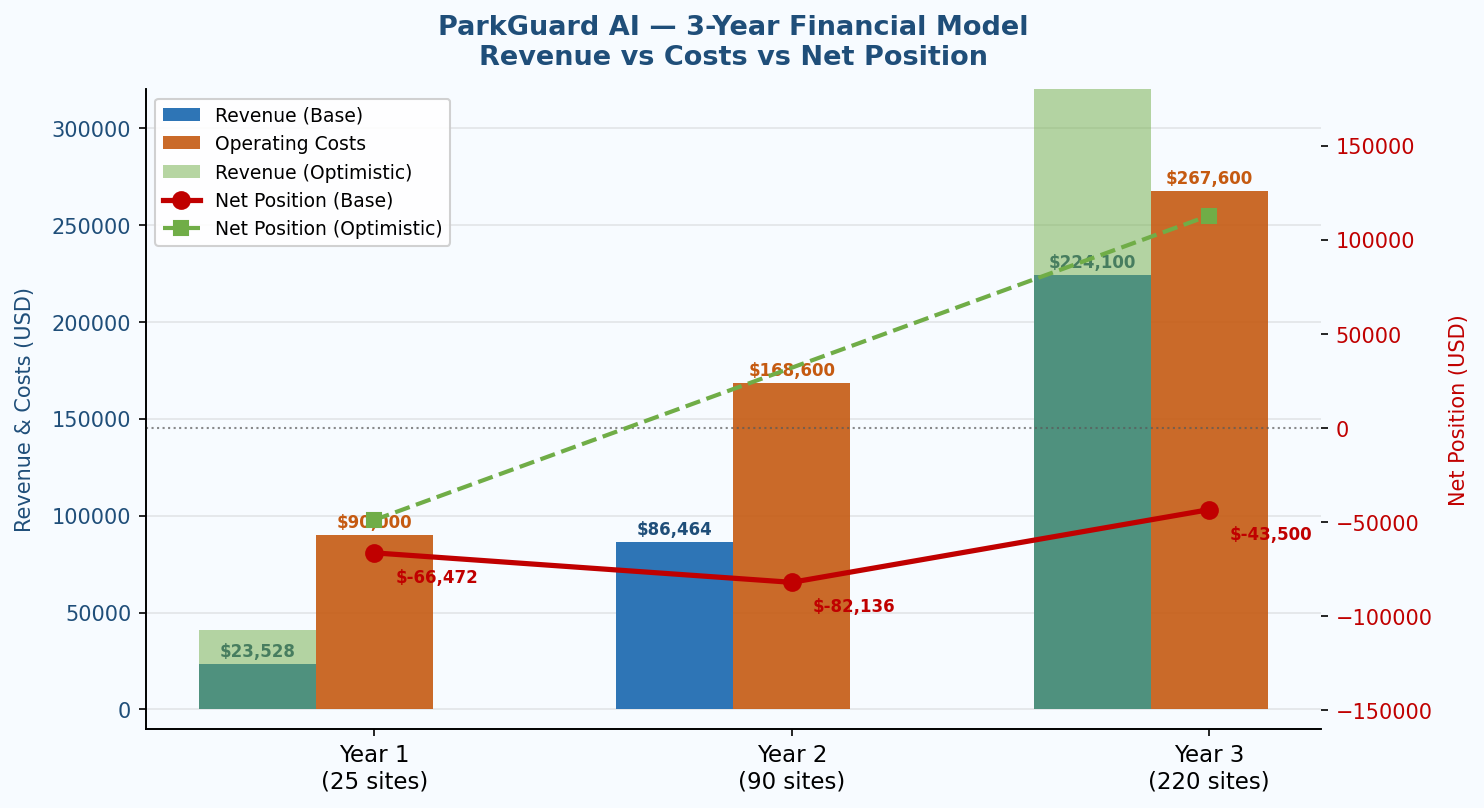 ParkGuard AI — 3-Year Financial Model
Revenue vs Costs vs Net Position
Revenue (Base)
Operating Costs
Revenue (Optimistic)
Net Position (Base)
Net Position (Optimistic)
Revenue & Costs (USD)
300000
250000
200000
150000
100000
50000
0
$23,528
$90,000
$-66,472
$86,464
$168,600
$-82,136
$224,100
$267,600
$-43,500
150000
100000
50000
0
−50000
−100000
−150000
Net Position (USD)
Year 1
(25 sites)
Year 2
(90 sites)
Year 3
(220 sites)